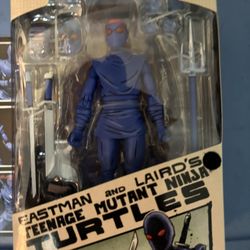 EASTMAN AND LAIRD'S
TEENAGE MUTANT NINJA
TURTLES